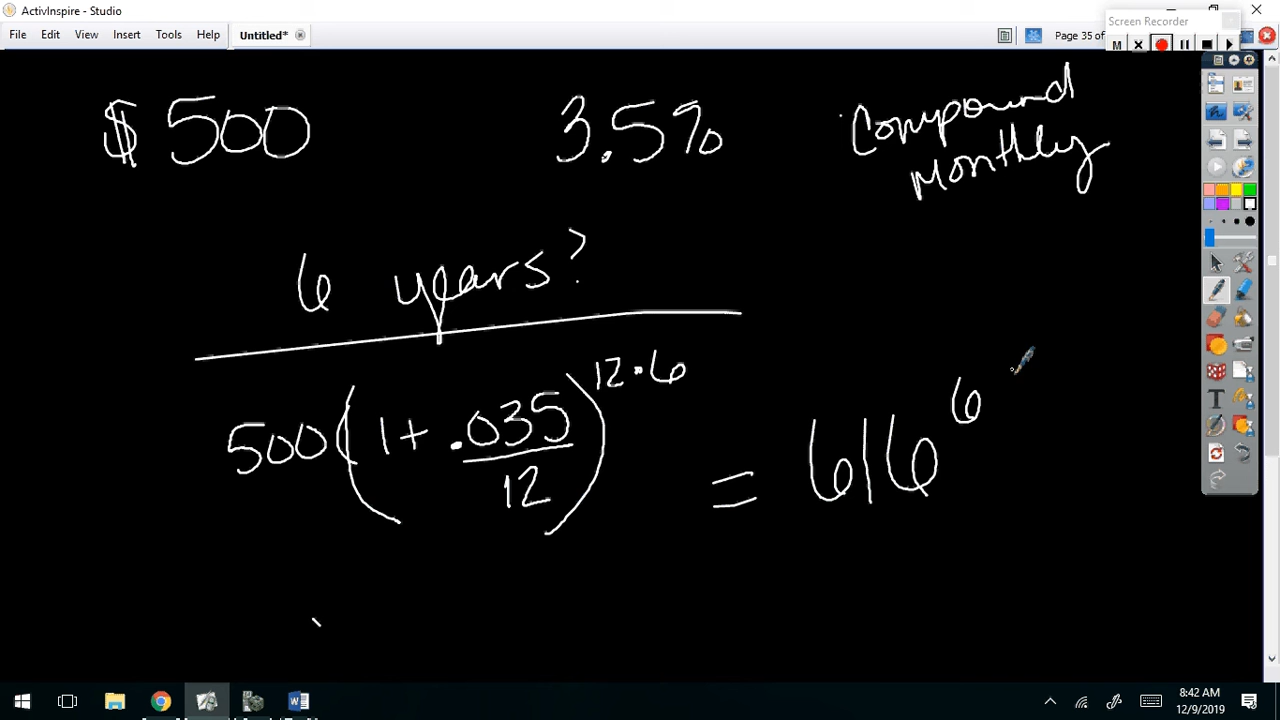 ActivInspire - Studio
Screen Recorder
File Edit View Insert Tools Help Untitled* Page 35 of
M
$500 3.5% Compound
Monthly
6 years?
500(1+.035/12)^12•6 = 616^6
T
8:42 AM
12/9/2019